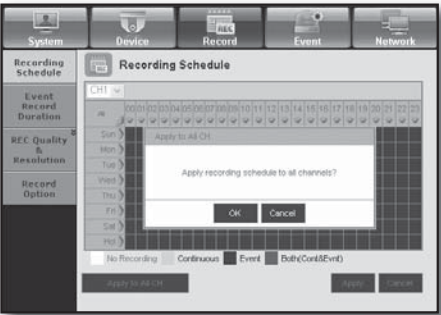 System Device Record Event Network
REC
Recording Schedule
Recording Schedule
Event Record Duration
REC Quality & Resolution
Record Option
CH1
All 00 01 02 03 04 05 06 07 08 09 10 11 12 13 14 15 16 17 18 19 20 21 22 23
Sun
Mon
Tue
Wed
Thu
Fri
Sat
Hd
Apply to All CH
Apply recording schedule to all channels?
OK Cancel
No Recording Continuous Event Both(Cont&Evnt)
Apply to All CH Apply Cancel